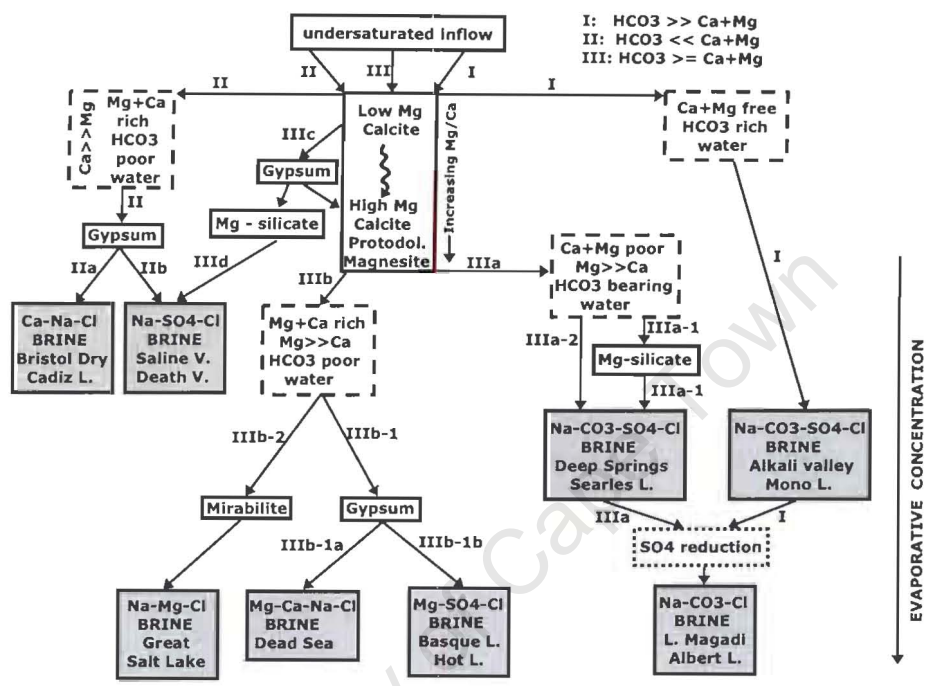 undersaturated inflow
I: HCO3 >> Ca+Mg
II: HCO3 << Ca+Mg
III: HCO3 >= Ca+Mg
II
III
I
II
I
Ca>>Mg
Mg+Ca
rich
HCO3
poor
water
Low Mg
Calcite
High Mg
Calcite
Protodol.
Magnesite
Increasing Mg/Ca
Ca+Mg free
HCO3 rich
water
IIIc
Gypsum
II
Gypsum
Mg - silicate
IIa
IIb
IIId
IIIb
IIIa
Ca+Mg poor
Mg>>Ca
HCO3 bearing
water
I
Ca-Na-Cl
BRINE
Bristol Dry
Cadiz L.
Na-SO4-Cl
BRINE
Saline V.
Death V.
Mg+Ca rich
Mg>>Ca
HCO3 poor
water
IIIa-2
IIIa-1
Mg-silicate
IIIa-1
IIIb-2
IIIb-1
Na-CO3-SO4-Cl
BRINE
Deep Springs
Searles L.
Na-CO3-SO4-Cl
BRINE
Alkali valley
Mono L.
Mirabilite
Gypsum
IIIa
I
SO4 reduction
IIIb-1a
IIIb-1b
Na-Mg-Cl
BRINE
Great
Salt Lake
Mg-Ca-Na-Cl
BRINE
Dead Sea
Mg-SO4-Cl
BRINE
Basque L.
Hot L.
Na-CO3-Cl
BRINE
L. Magadi
Albert L.
EVAPORATIVE CONCENTRATION
Cape Town